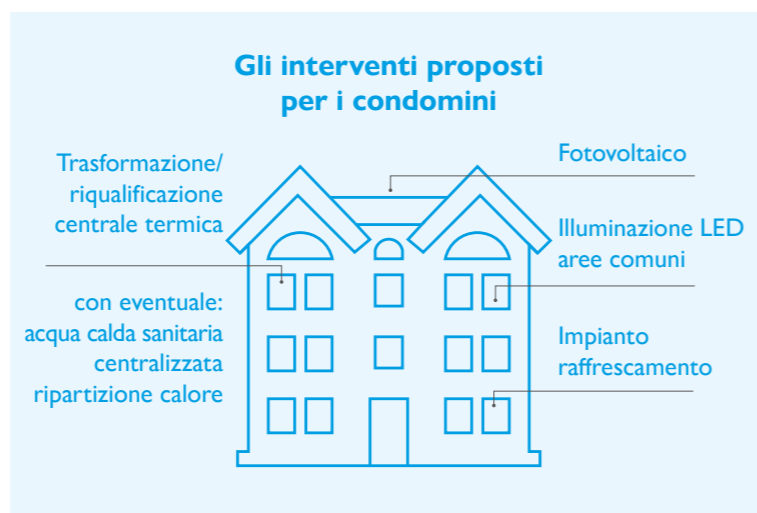 Gli interventi proposti
per i condomini
Trasformazione/
riqualificazione
centrale termica
con eventuale:
acqua calda sanitaria
centralizzata
ripartizione calore
Fotovoltaico
Illuminazione LED
aree comuni
Impianto
raffrescamento